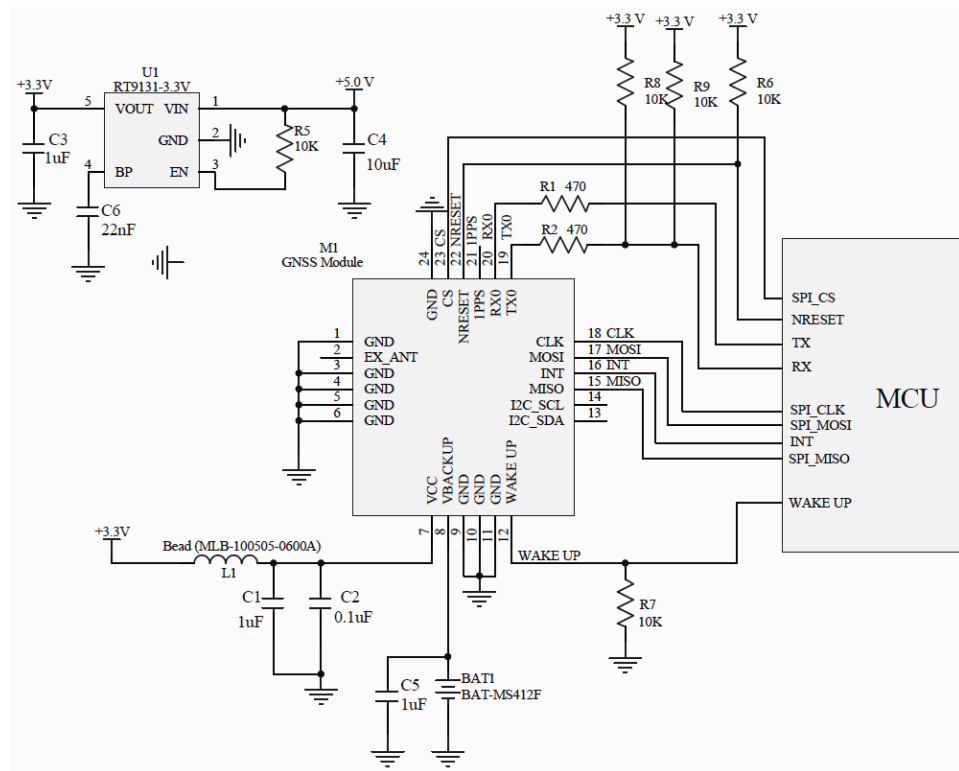 +3.3 V
+3.3 V
+3.3 V
U1
RT9131-3.3V
+3.3V
+5.0 V
5
VOUT
VIN
1
GND
2
4
BP
EN
3
C3
1uF
R5
10K
C4
10uF
C6
22nF
R8
10K
R9
10K
R6
10K
R1 470
R2 470
M1
GNSS Module
24
23 CS
22 NRESET
21 1PPS
20 RX0
19 TX0
GND
CS
NRESET
1PPS
RX0
TX0
1
GND
2
EX_ANT
3
GND
4
GND
5
GND
6
GND
CLK
18 CLK
MOSI
17 MOSI
INT
16 INT
MISO
15 MISO
I2C_SCL
14
I2C_SDA
13
VCC
VBACKUP
GND
GND
GND
WAKE UP
7
8
9
10
11
12
WAKE UP
SPI_CS
NRESET
TX
RX
MCU
SPI_CLK
SPI_MOSI
INT
SPI_MISO
WAKE UP
+3.3V
Bead (MLB-100505-0600A)
L1
C1
1uF
C2
0.1uF
R7
10K
C5
1uF
BAT1
BAT-MS412F